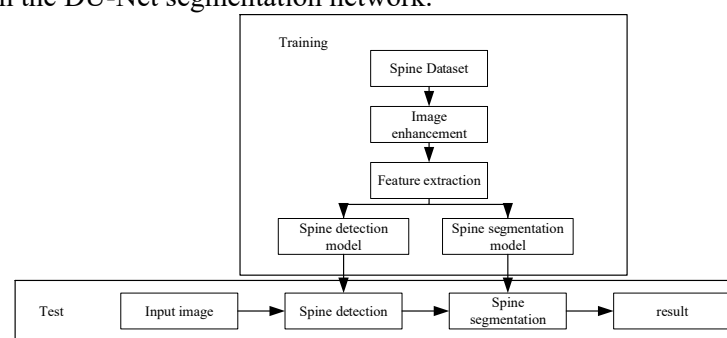 the DU-Net segmentation network.
Training
Spine Dataset
Image
enhancement
Feature extraction
Spine detection
model
Spine segmentation
model
Test
Input image
Spine detection
Spine
segmentation
result